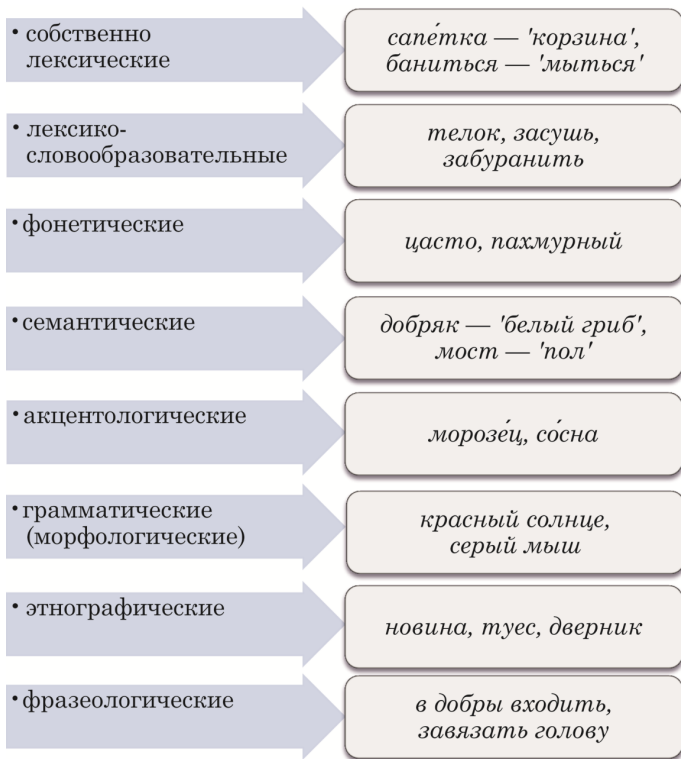 • собственно
лексические
сапе́тка — 'корзина',
баниться — 'мыться'
• лексико-
словообразовательные
телок, засушь,
забуранить
• фонетические
цасто, пахмурный
• семантические
добряк — 'белый гриб',
мост — 'пол'
• акцентологические
морозе́ц, со́сна
• грамматические
(морфологические)
красный солнце,
серый мыш
• этнографические
новина, туес, дверник
• фразеологические
в добры входить,
завязать голову